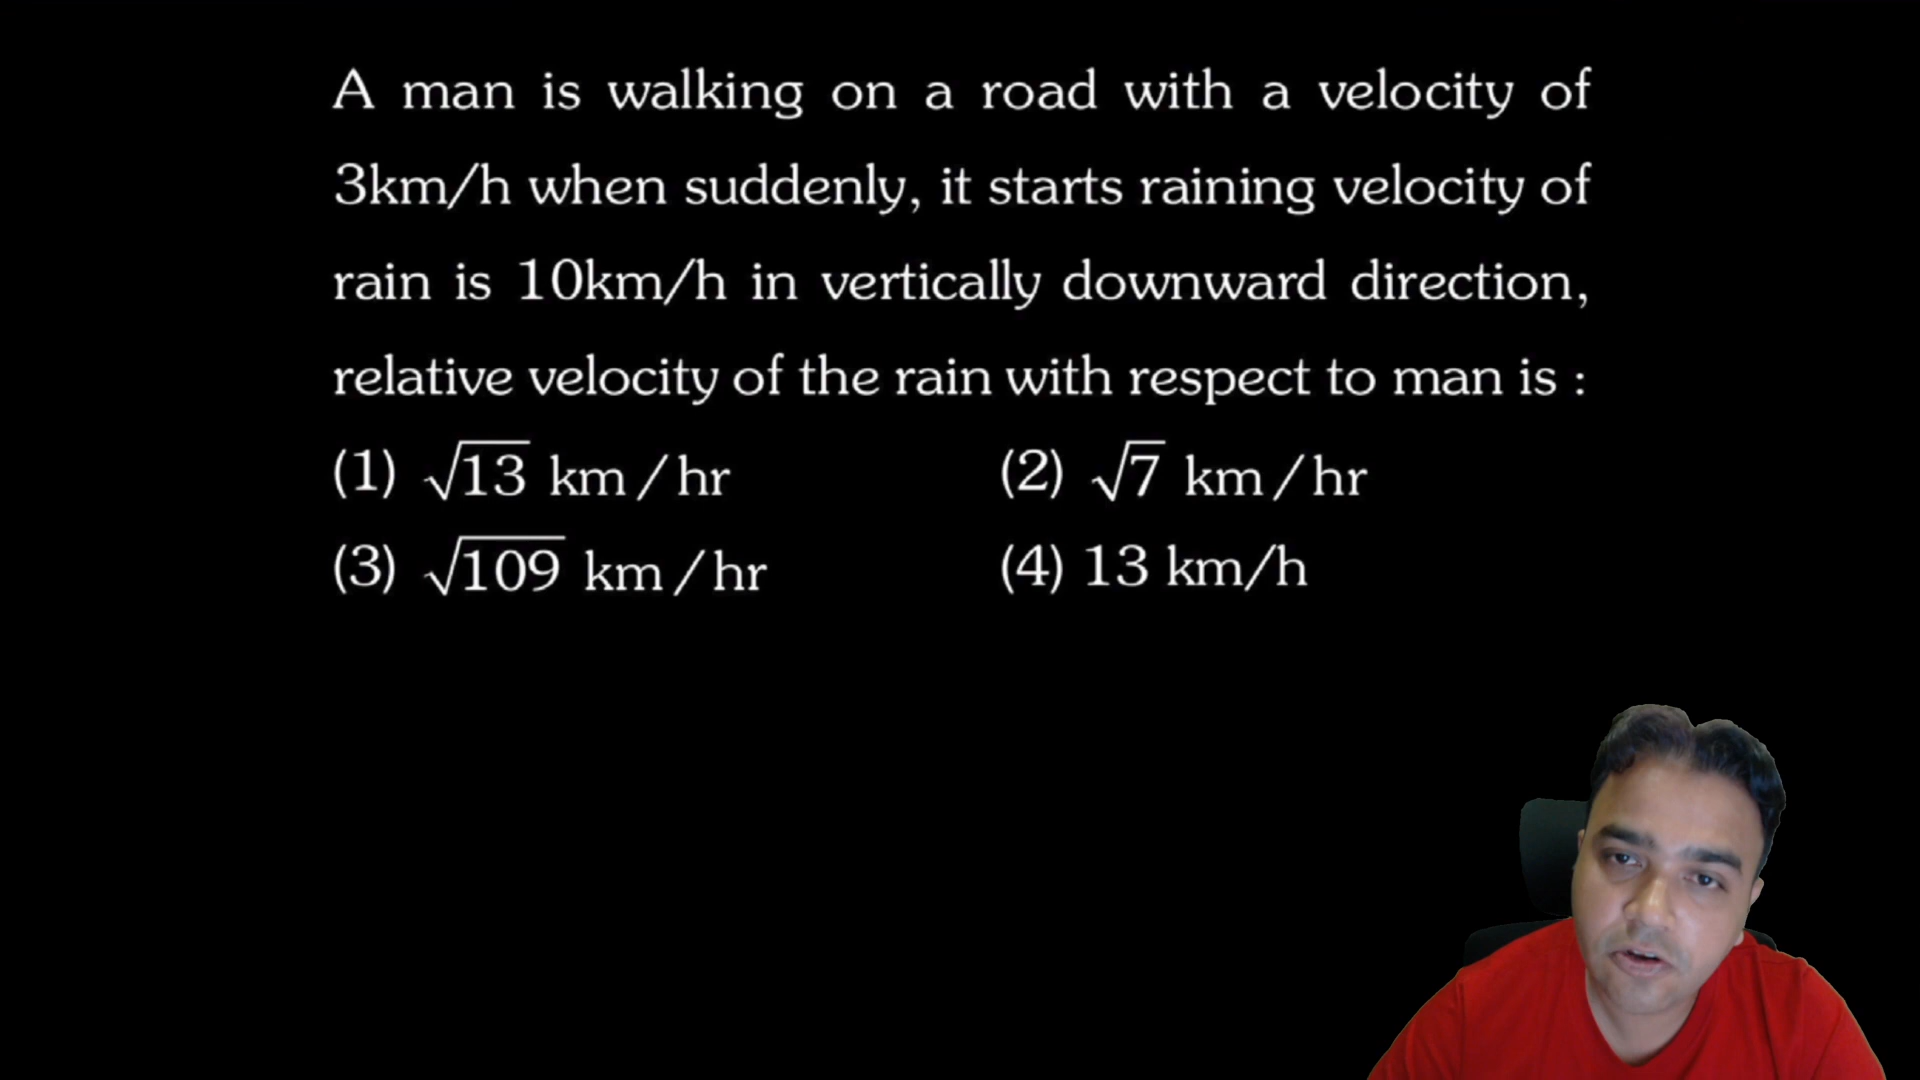 A man is walking on a road with a velocity of
3km/h when suddenly, it starts raining velocity of
rain is 10km/h in vertically downward direction,
relative velocity of the rain with respect to man is :
(1) √13 km/hr (2) √7 km/hr
(3) √109 km/hr (4) 13 km/h